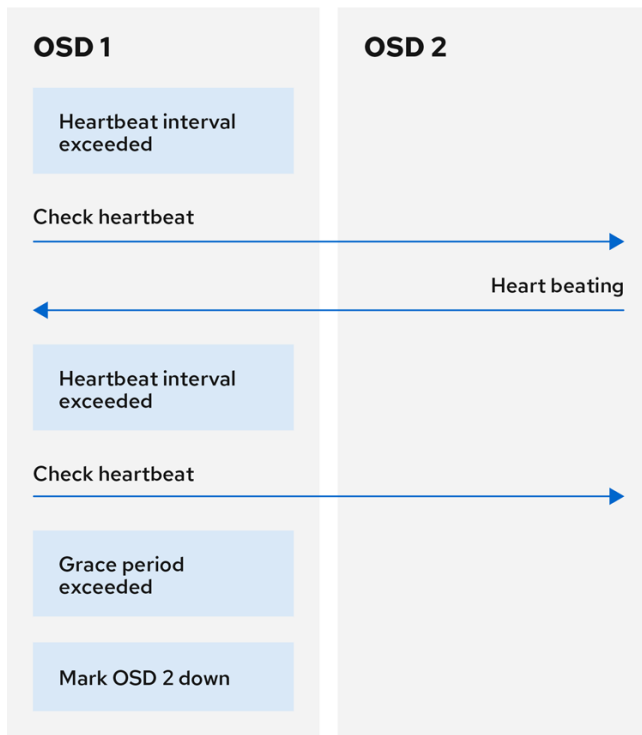 OSD 1
OSD 2
Heartbeat interval
exceeded
Check heartbeat
Heart beating
Heartbeat interval
exceeded
Check heartbeat
Grace period
exceeded
Mark OSD 2 down